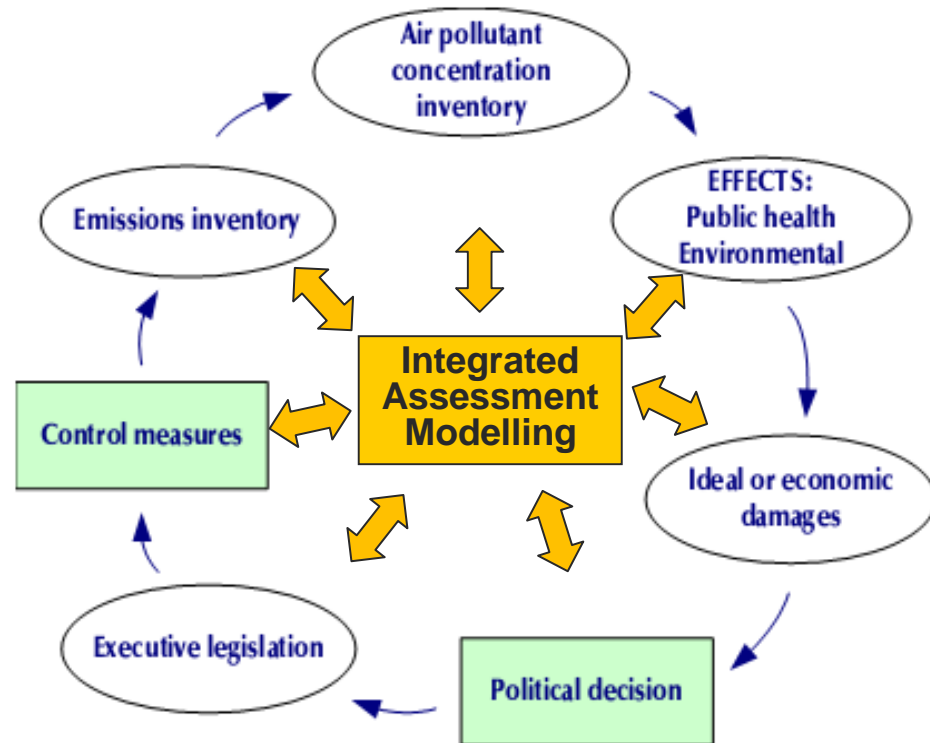 Air pollutant
concentration
inventory
Emissions inventory
EFFECTS:
Public health
Environmental
Integrated
Assessment
Modelling
Control measures
Ideal or economic
damages
Executive legislation
Political decision